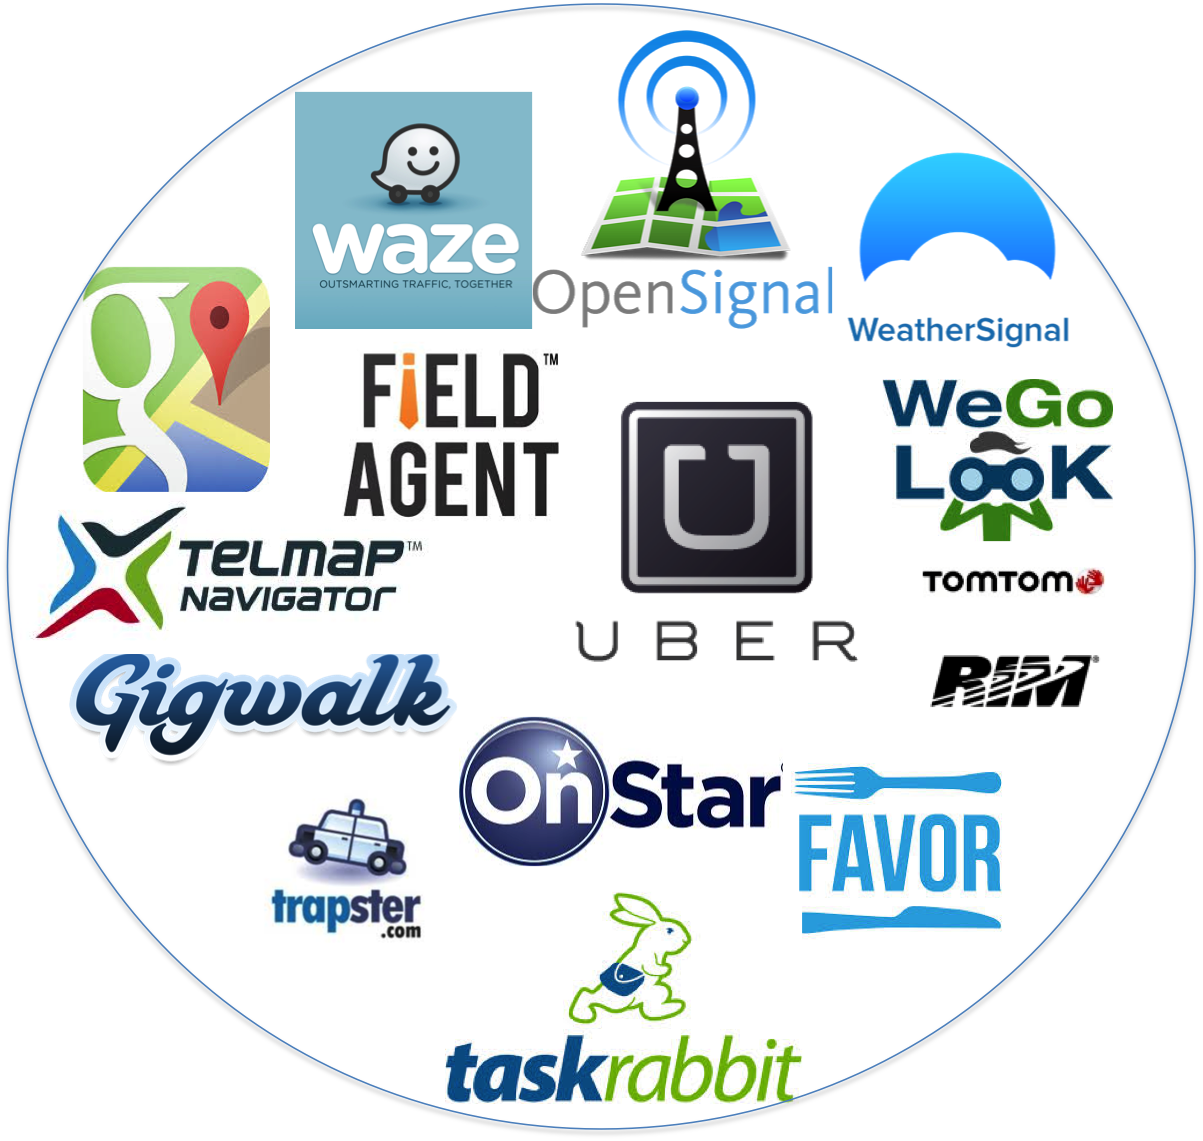 waze
OUTSMARTING TRAFFIC, TOGETHER
OpenSignal
WeatherSignal
g
FiELD™
AGENT
U
UBER
WeGo
LooK
TELMAP™
NAVIGATOR
TOMTOM
Gigwalk
RIM®
OnStar
FAVOR
trapster
.com
taskrabbit